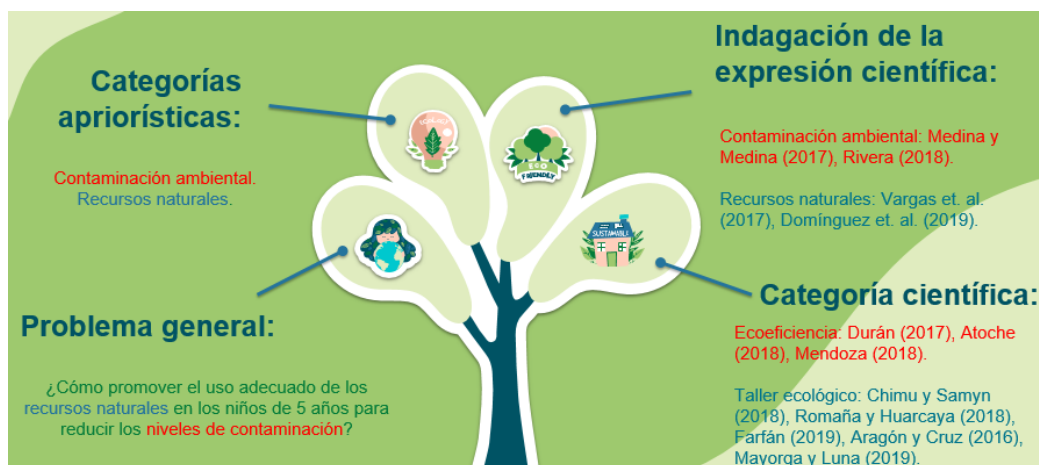 Categorías
apriorísticas:
Contaminación ambiental.
Recursos naturales.
Problema general:
¿Cómo promover el uso adecuado de los
recursos naturales en los niños de 5 años para
reducir los niveles de contaminación?
ECO
FRIENDLY
SUSTAINABLE
Indagación de la
expresión científica:
Contaminación ambiental: Medina y
Medina (2017), Rivera (2018).
Recursos naturales: Vargas et. al.
(2017), Domínguez et. al. (2019).
Categoría científica:
Ecoeficiencia: Durán (2017), Atoche
(2018), Mendoza (2018).
Taller ecológico: Chimu y Samyn
(2018), Romaña y Huarcaya (2018),
Farfán (2019), Aragón y Cruz (2016),
Mayorga y Luna (2019).